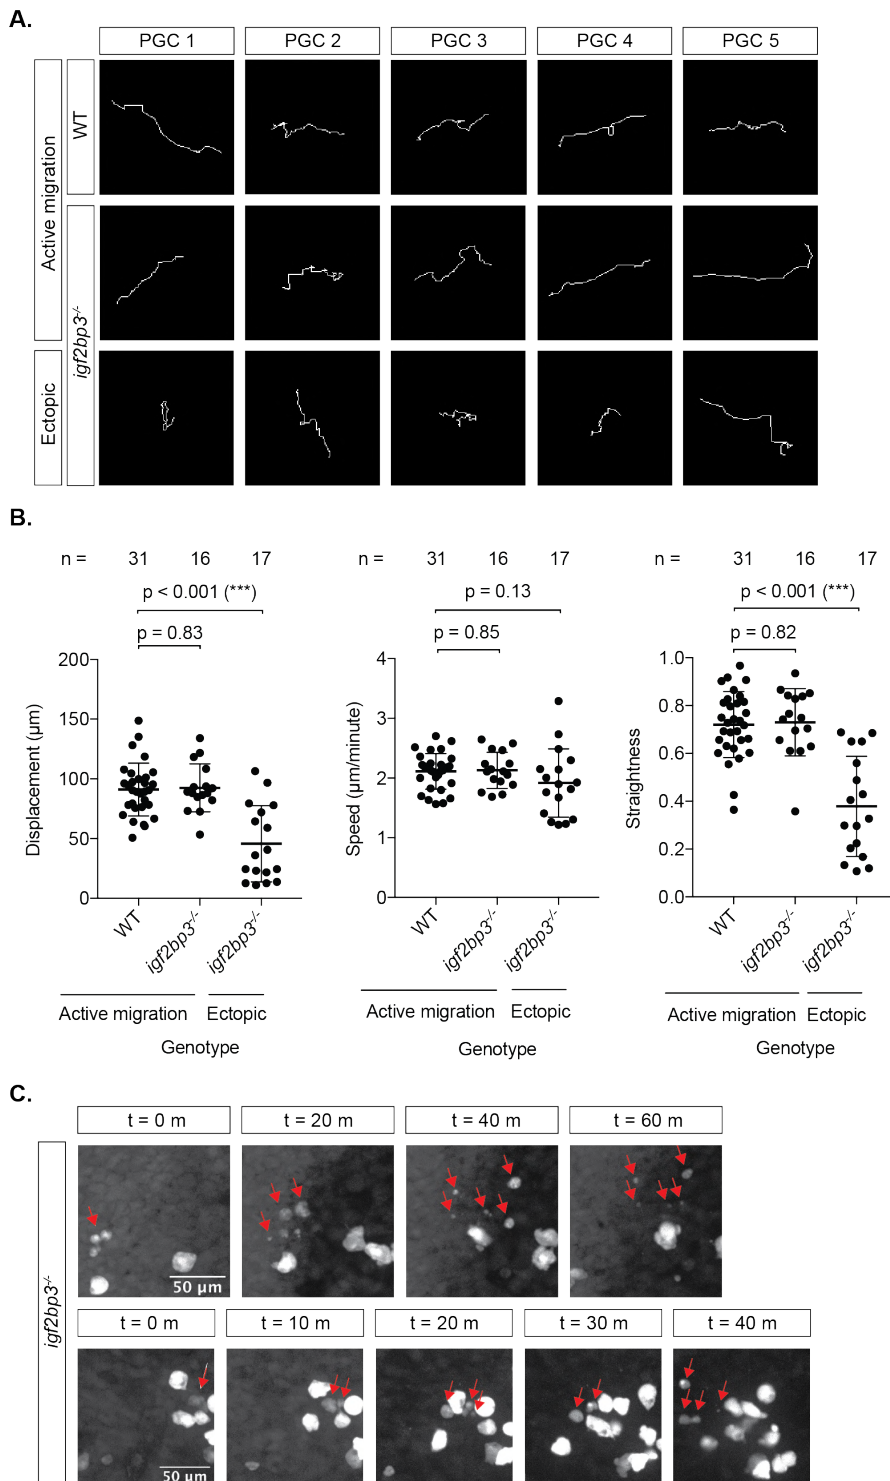 A.
PGC 1 PGC 2 PGC 3 PGC 4 PGC 5
Active migration
WT
igf2bp3-/-
Ectopic
B.
n = 31 16 17
p < 0.001 (***)
p = 0.83
200
150
100
50
0
Displacement (µm)
WT
igf2bp3-/-
igf2bp3-/-
Active migration Ectopic
Genotype
n = 31 16 17
p = 0.13
p = 0.85
4
3
2
1
0
Speed (µm/minute)
WT
igf2bp3-/-
igf2bp3-/-
Active migration Ectopic
Genotype
31 16 17
p < 0.001 (***)
p = 0.82
1.0
0.8
0.6
0.4
0.2
0.0
Straightness
WT
igf2bp3-/-
igf2bp3-/-
Active migration Ectopic
Genotype
C.
t = 0 m t = 20 m t = 40 m t = 60 m
50 µm
igf2bp3-/-
t = 0 m t = 10 m t = 20 m t = 30 m t = 40 m
50 µm